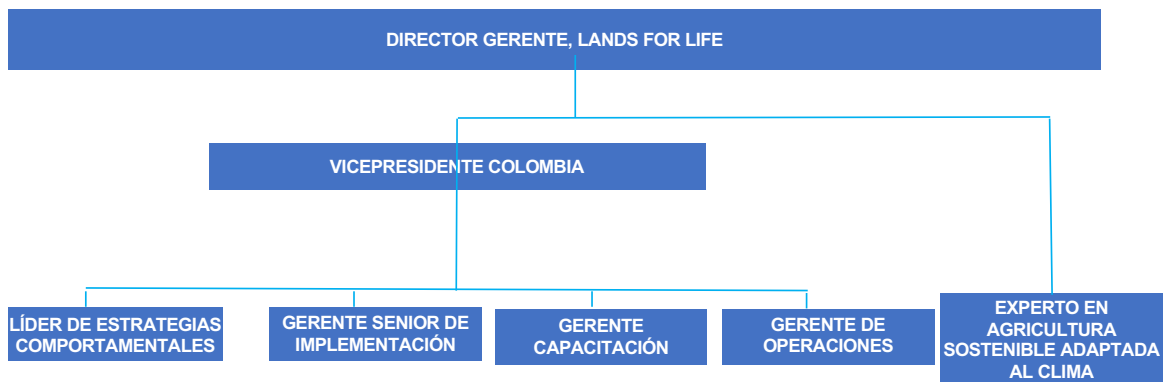 DIRECTOR GERENTE, LANDS FOR LIFE
VICEPRESIDENTE COLOMBIA
LÍDER DE ESTRATEGIAS
COMPORTAMENTALES
GERENTE SENIOR DE
IMPLEMENTACIÓN
GERENTE
CAPACITACIÓN
GERENTE DE
OPERACIONES
EXPERTO EN
AGRICULTURA
SOSTENIBLE ADAPTADA
AL CLIMA